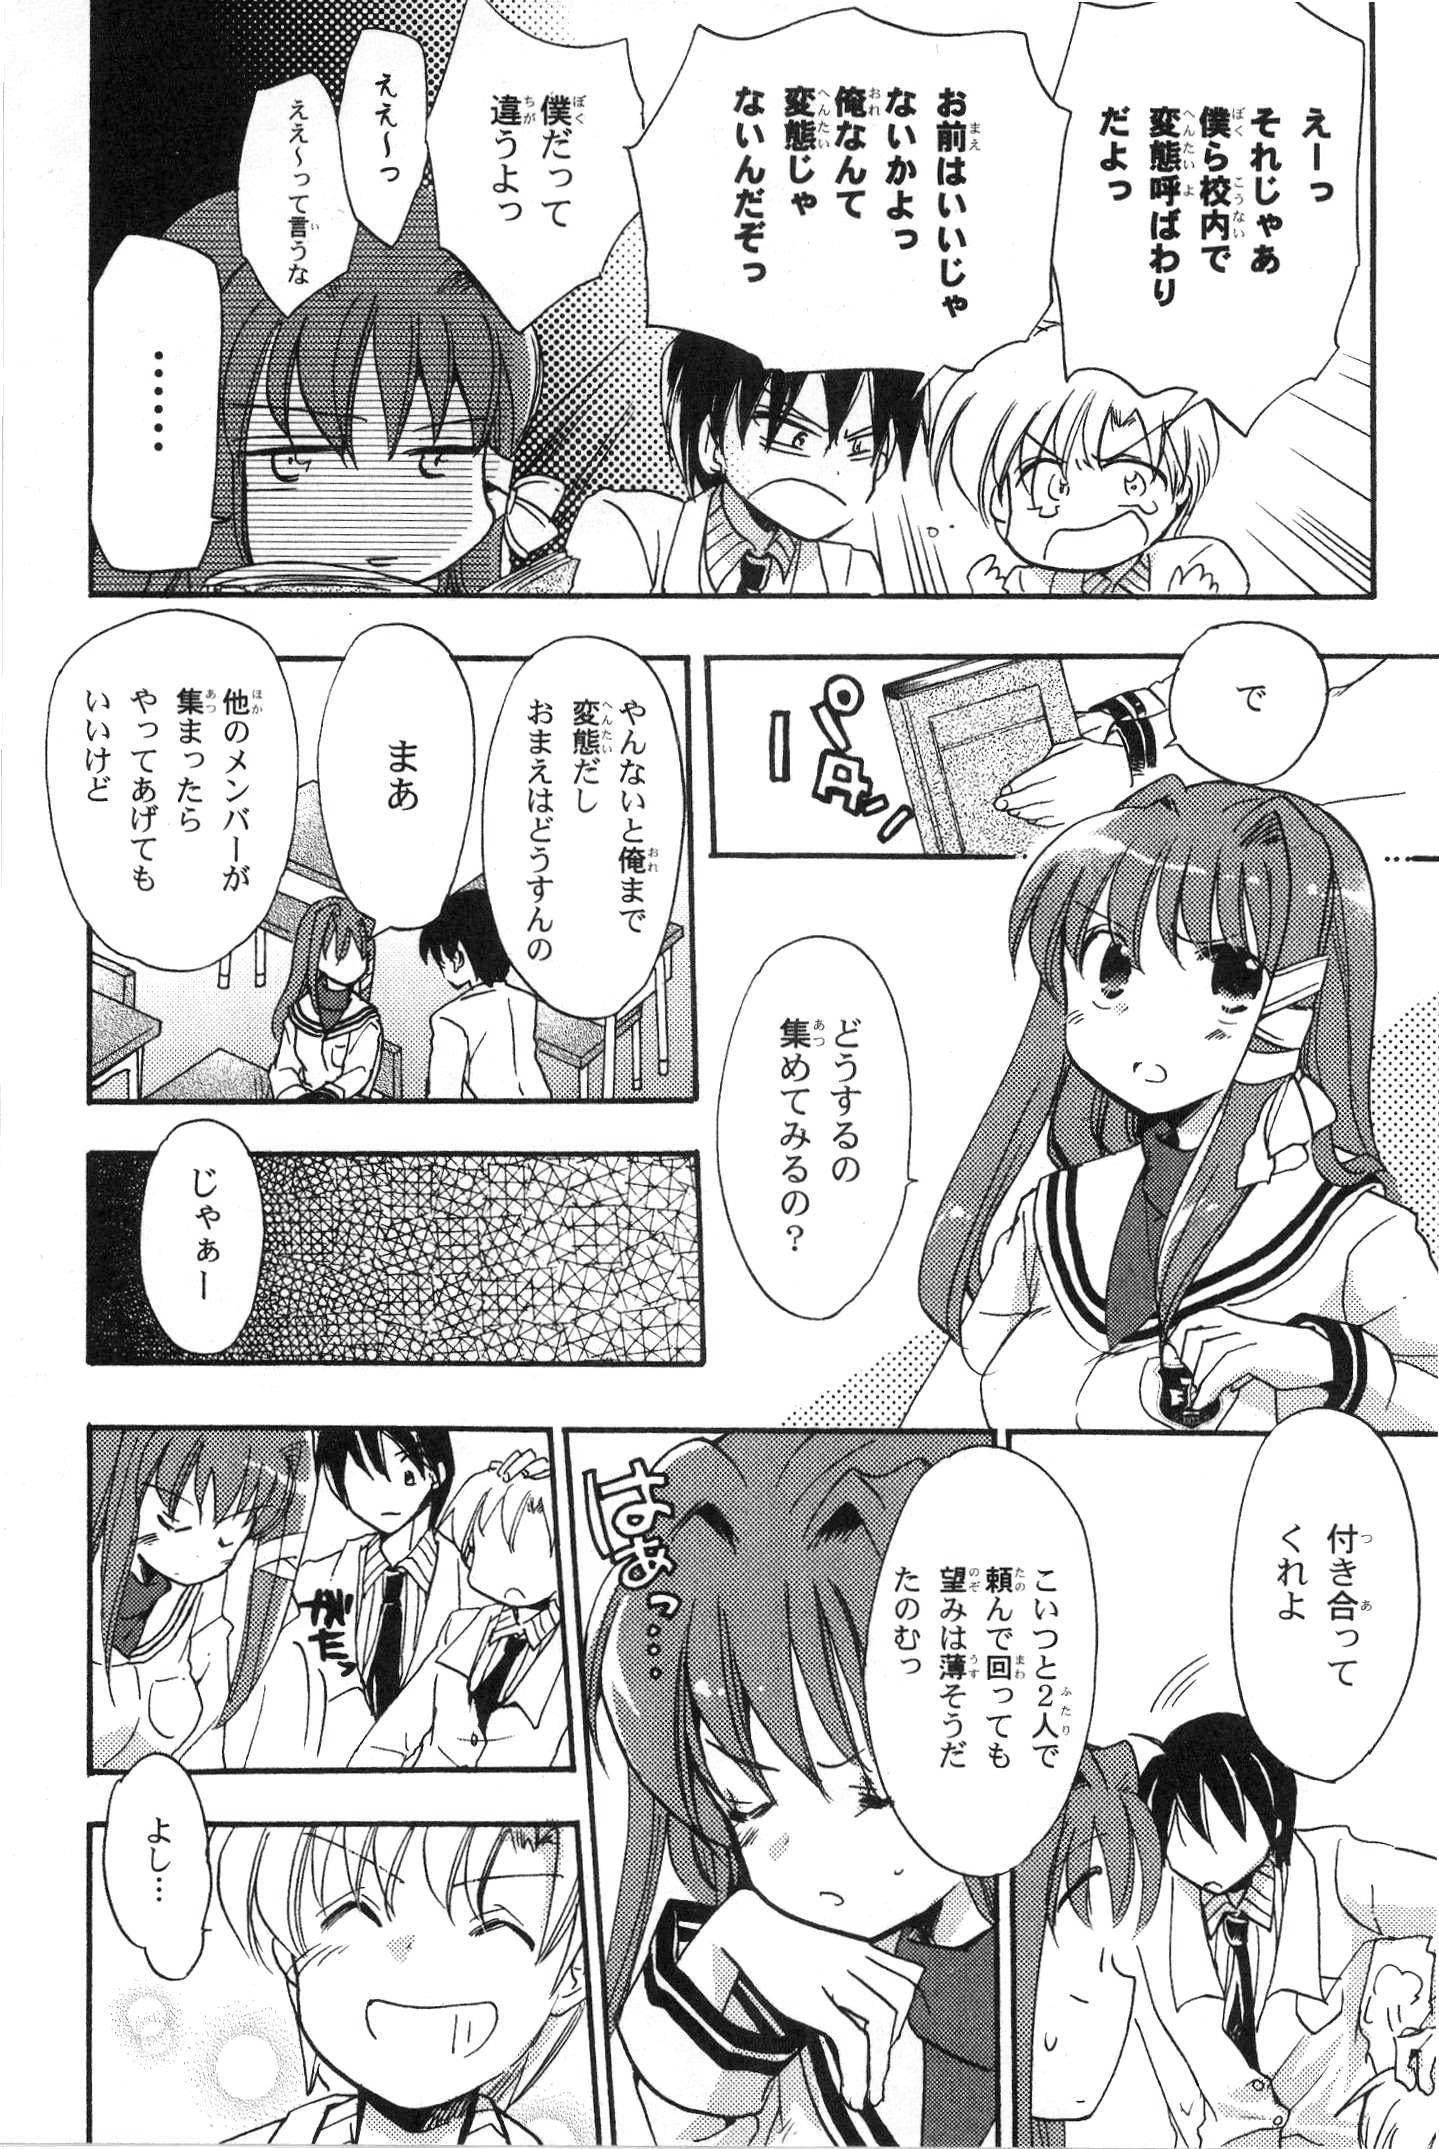 えーっ
それじゃあ
僕ら校内で
変態呼ばわり
だよっ
お前はいいじゃ
ないかよっ
俺なんて
変態じゃ
ないんだぞっ
僕だって
違うよっ
ええ〜っ
ええ〜って言うな
……
で
パタン
どうするの
集めてみるの？
やんないと俺まで
変態だし
おまえはどうすんの
まあ
他のメンバーが
集まったら
やってあげても
いいけど
じゃあー
付き合って
くれよ
こいつと2人で
頼んで回っても
望みは薄そうだ
たのむっ
はぁっ…
がたっ
よし…